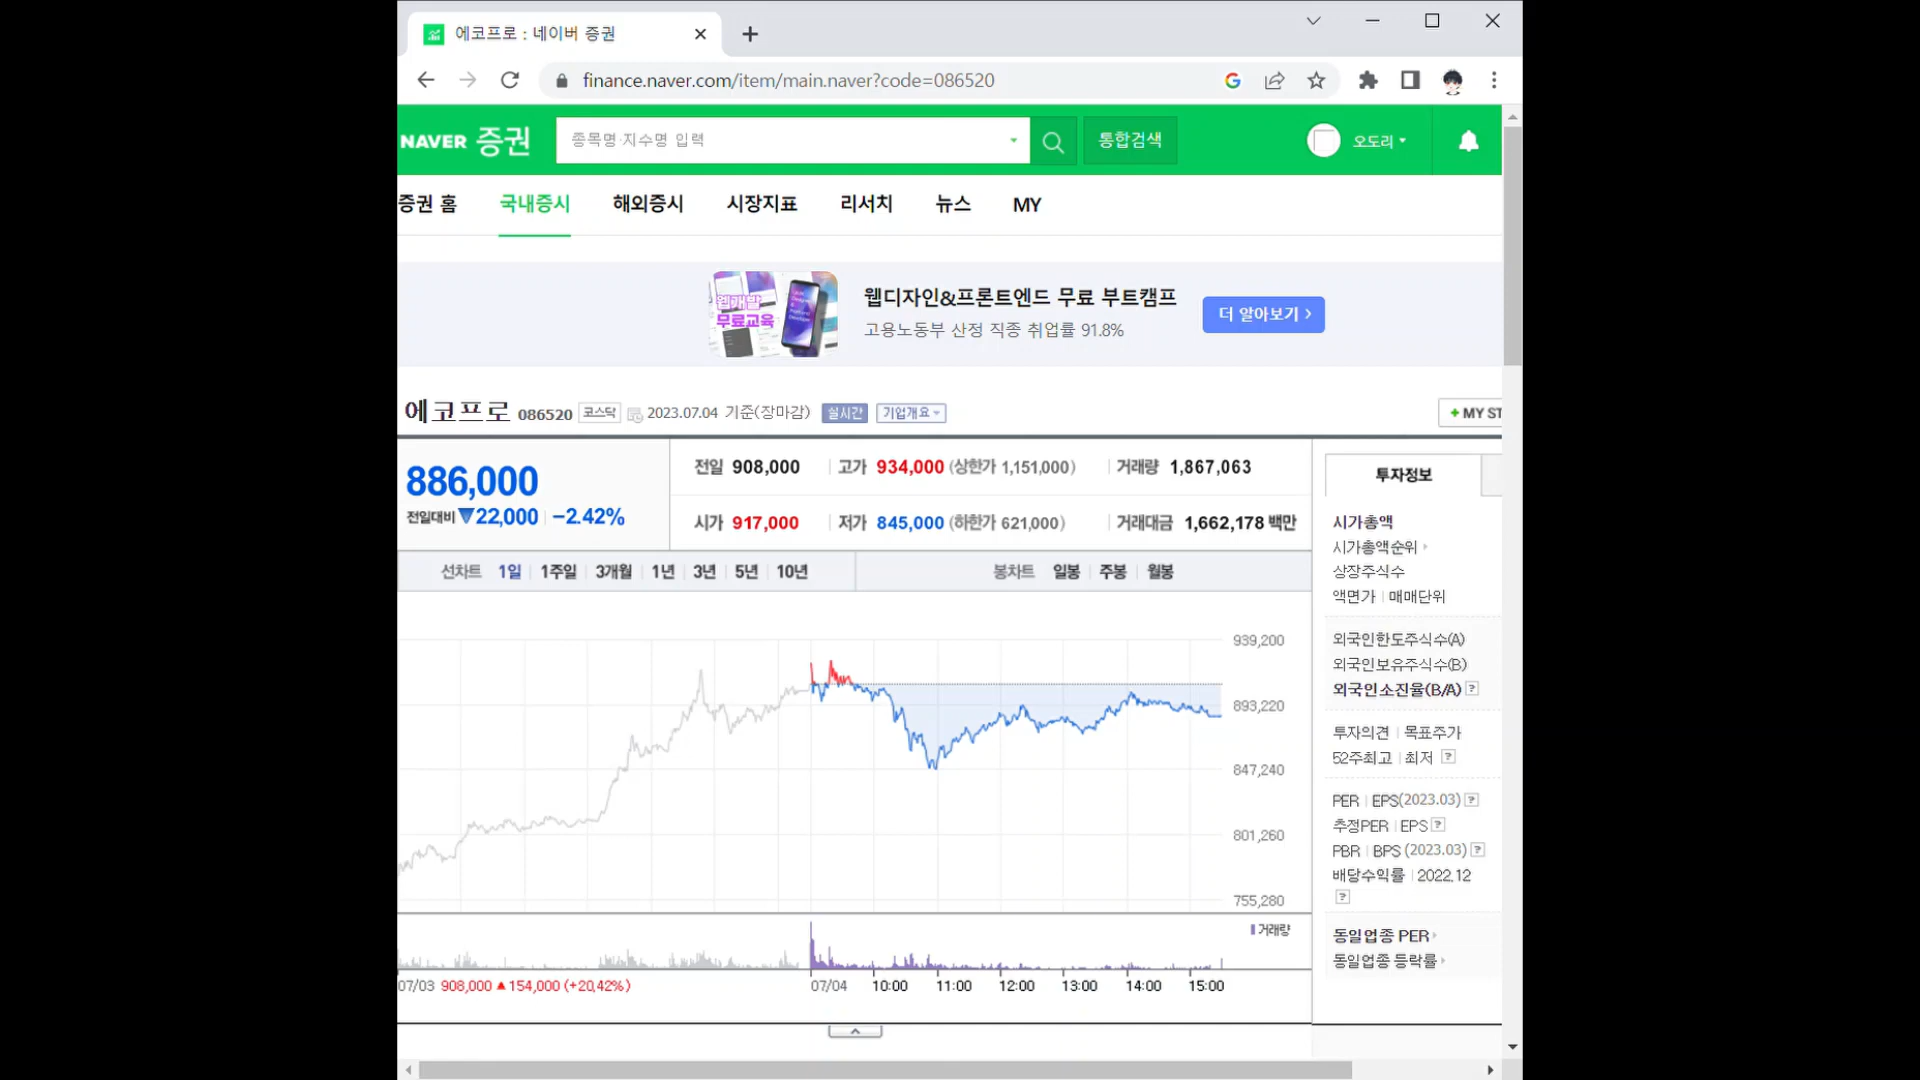 에코프로 : 네이버 증권
finance.naver.com/item/main.naver?code=086520
NAVER 증권 종목명·지수명 입력 통합검색 오도리
증권 홈 국내증시 해외증시 시장지표 리서치 뉴스 MY
웹개발
무료교육
웹디자인&프론트엔드 무료 부트캠프
고용노동부 산정 직종 취업률 91.8%
더 알아보기 >
에코프로 086520 코스닥 2023.07.04 기준(장마감) 실시간 기업개요
+ MY ST
886,000
전일대비 ▼22,000 −2.42%
전일 908,000 고가 934,000 (상한가 1,151,000) 거래량 1,867,063
시가 917,000 저가 845,000 (하한가 621,000) 거래대금 1,662,178 백만
선차트 1일 1주일 3개월 1년 3년 5년 10년 봉차트 일봉 주봉 월봉
939,200
893,220
847,240
801,260
755,280
거래량
07/03 908,000 ▲154,000 (+20,42%)
07/04 10:00 11:00 12:00 13:00 14:00 15:00
투자정보
시가총액
시가총액순위
상장주식수
액면가 매매단위
외국인한도주식수(A)
외국인보유주식수(B)
외국인소진율(B/A) ?
투자의견 목표주가
52주최고 최저 ?
PER EPS(2023.03) ?
추정PER EPS ?
PBR BPS (2023.03) ?
배당수익률 2022.12
?
동일업종 PER
동일업종 등락률